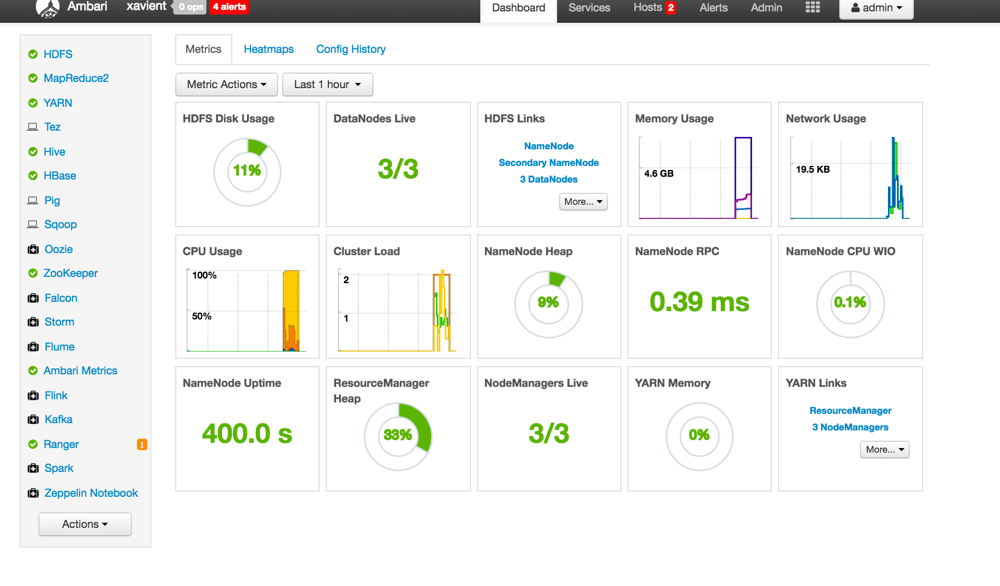 Ambari xavient 0 ops 4 alerts Dashboard Services Hosts 2 Alerts Admin admin
HDFS
MapReduce2
YARN
Tez
Hive
HBase
Pig
Sqoop
Oozie
ZooKeeper
Falcon
Storm
Flume
Ambari Metrics
Flink
Kafka
Ranger 1
Spark
Zeppelin Notebook
Actions
Metrics Heatmaps Config History
Metric Actions Last 1 hour
HDFS Disk Usage
11%
DataNodes Live
3/3
HDFS Links
NameNode
Secondary NameNode
3 DataNodes
More...
Memory Usage
4.6 GB
Network Usage
19.5 KB
CPU Usage
100%
50%
Cluster Load
2
1
NameNode Heap
9%
NameNode RPC
0.39 ms
NameNode CPU WIO
0.1%
NameNode Uptime
400.0 s
ResourceManager
Heap
33%
NodeManagers Live
3/3
YARN Memory
0%
YARN Links
ResourceManager
3 NodeManagers
More...